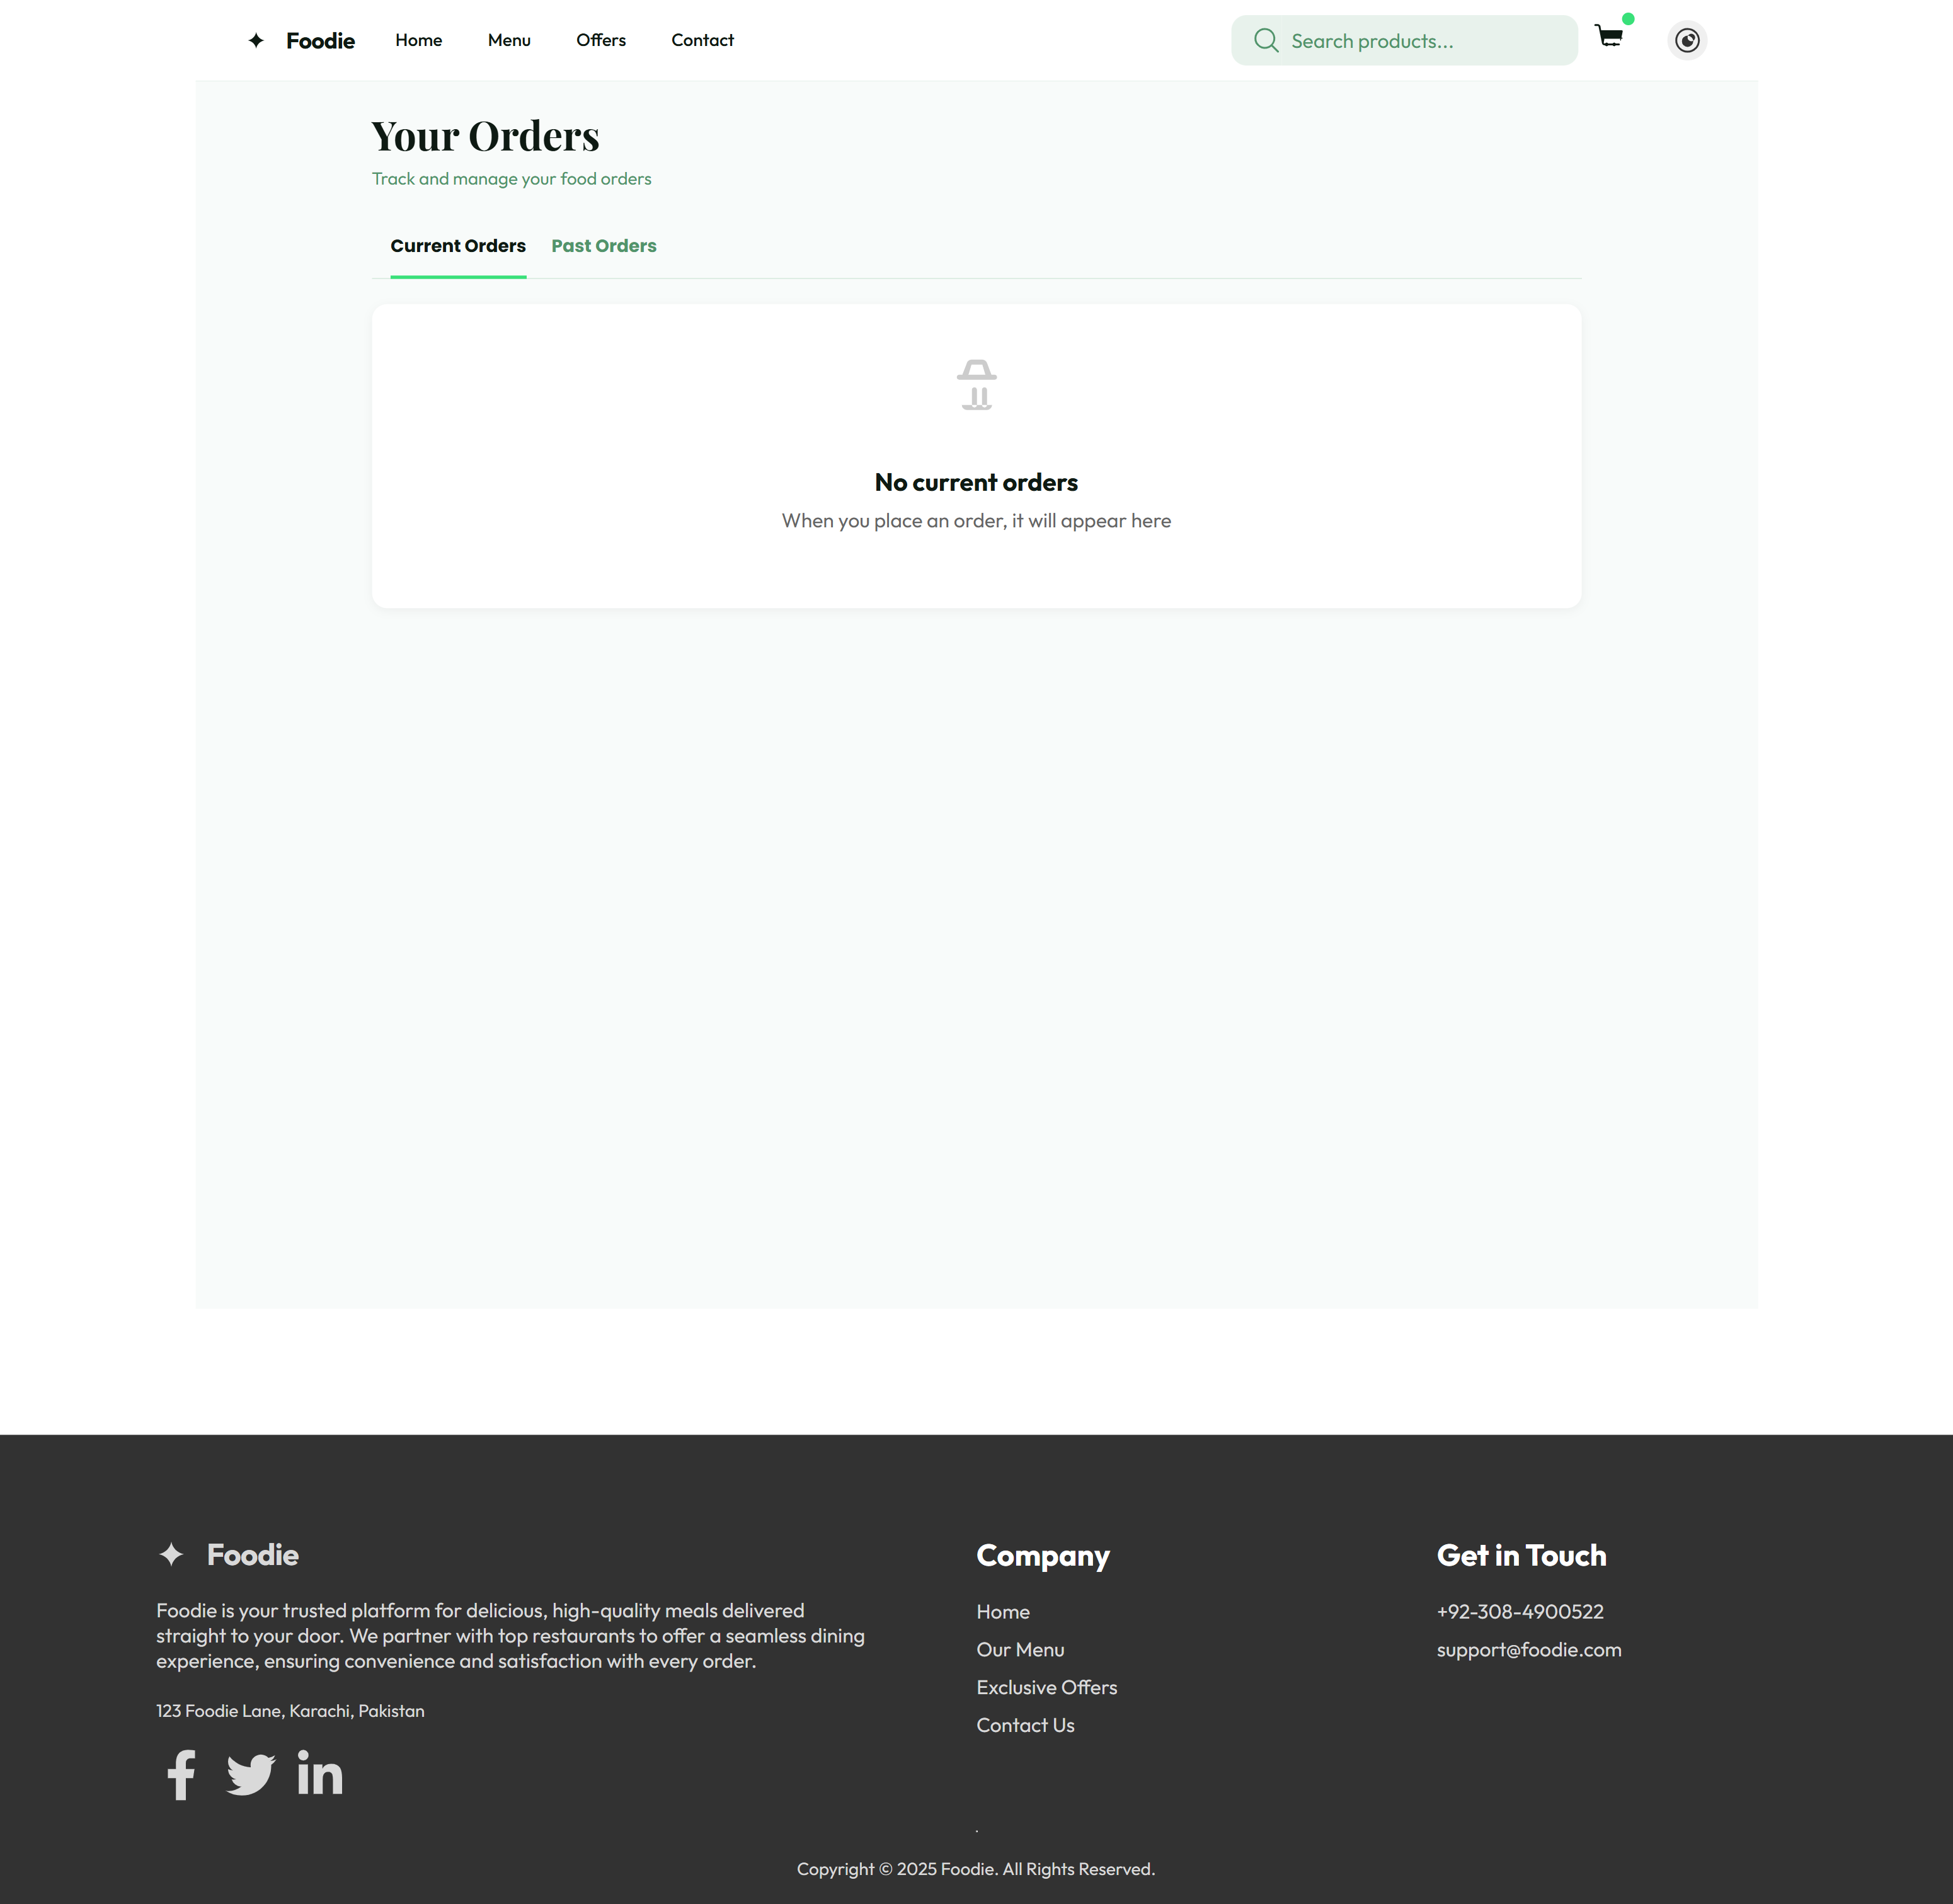 Foodie
Home
Menu
Offers
Contact
Search products...
Your Orders
Track and manage your food orders
Current Orders
Past Orders
No current orders
When you place an order, it will appear here
Foodie
Foodie is your trusted platform for delicious, high-quality meals delivered
straight to your door. We partner with top restaurants to offer a seamless dining
experience, ensuring convenience and satisfaction with every order.
123 Foodie Lane, Karachi, Pakistan
Company
Home
Our Menu
Exclusive Offers
Contact Us
Get in Touch
+92-308-4900522
support@foodie.com
Copyright © 2025 Foodie. All Rights Reserved.